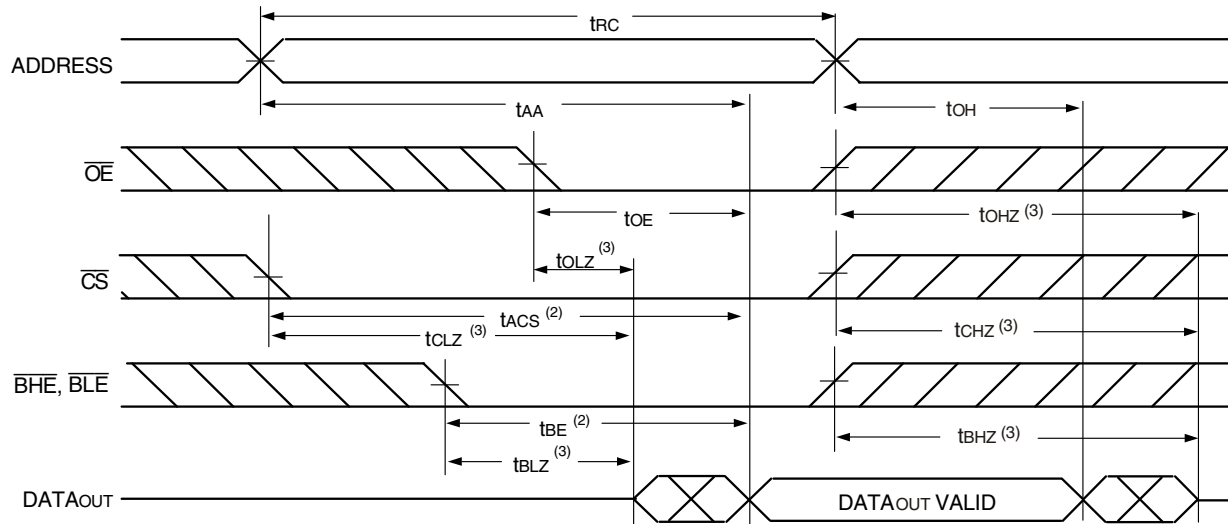 tRC
ADDRESS
tAA
tOH
OE
tOE
tOHZ (3)
tOLZ (3)
CS
tACS (2)
tCLZ (3)
tCHZ (3)
BHE, BLE
tBE (2)
tBHZ (3)
tBLZ (3)
DATAOUT
DATAOUT VALID